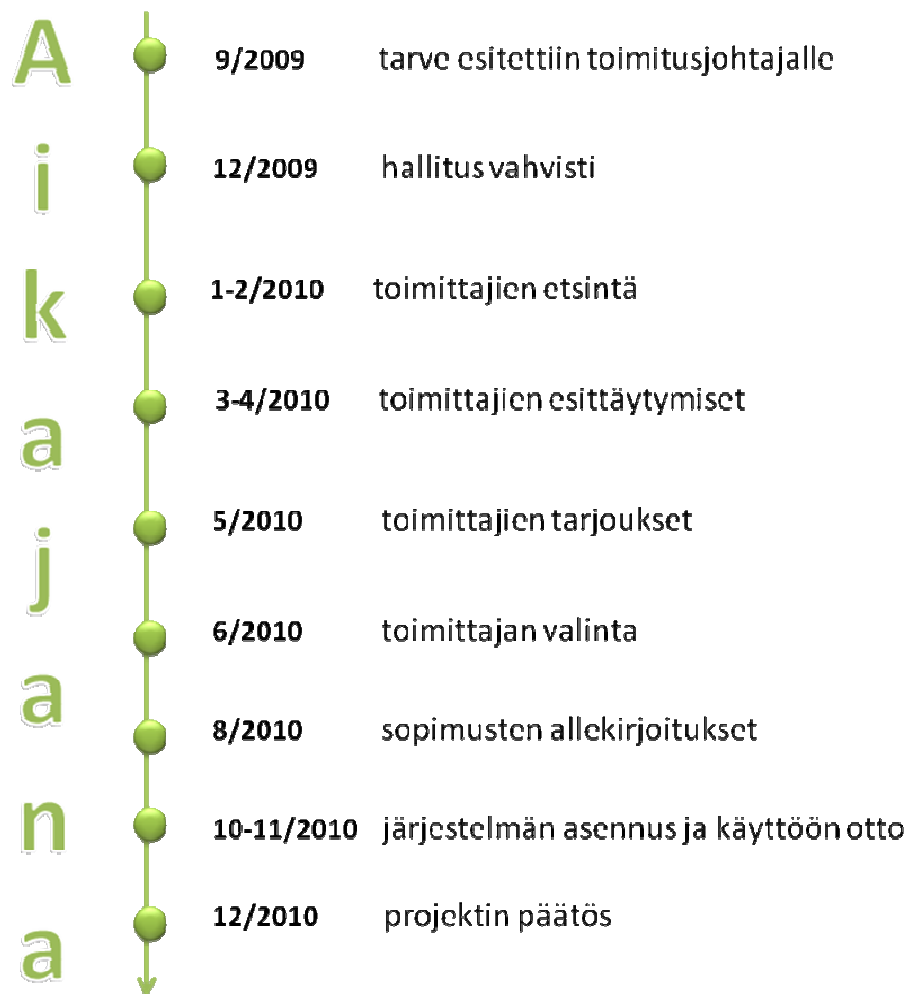 Aikajana
9/2009 tarve esitettiin toimitusjohtajalle
12/2009 hallitus vahvisti
1-2/2010 toimittajien etsintä
3-4/2010 toimittajien esittäytymiset
5/2010 toimittajien tarjoukset
6/2010 toimittajan valinta
8/2010 sopimusten allekirjoitukset
10-11/2010 järjestelmän asennus ja käyttöön otto
12/2010 projektin päätös